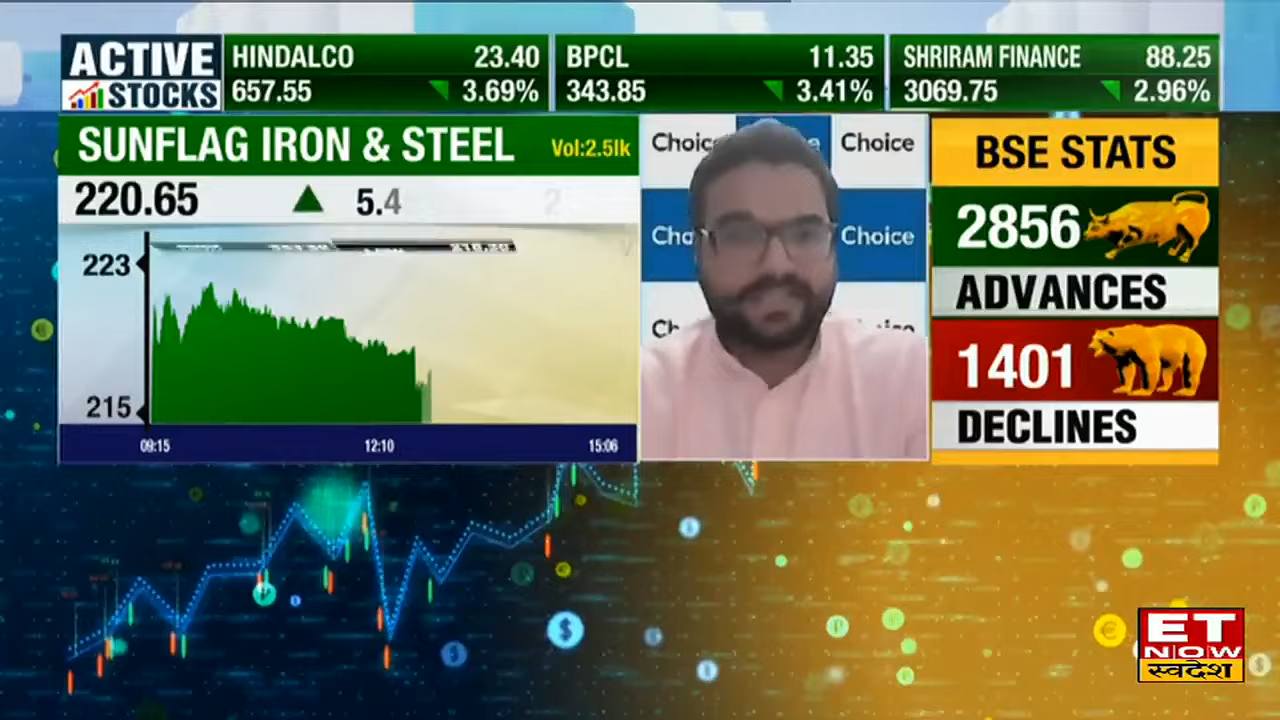 ACTIVE
STOCKS
HINDALCO 23.40
657.55 3.69%
BPCL 11.35
343.85 3.41%
SHRIRAM FINANCE 88.25
3069.75 2.96%
SUNFLAG IRON & STEEL Vol:2.5lk
220.65 5.4
223
215
09:15 12:10 15:06
Choice
Choice
Choice
BSE STATS
2856
ADVANCES
1401
DECLINES
ET
NOW
स्वदेश